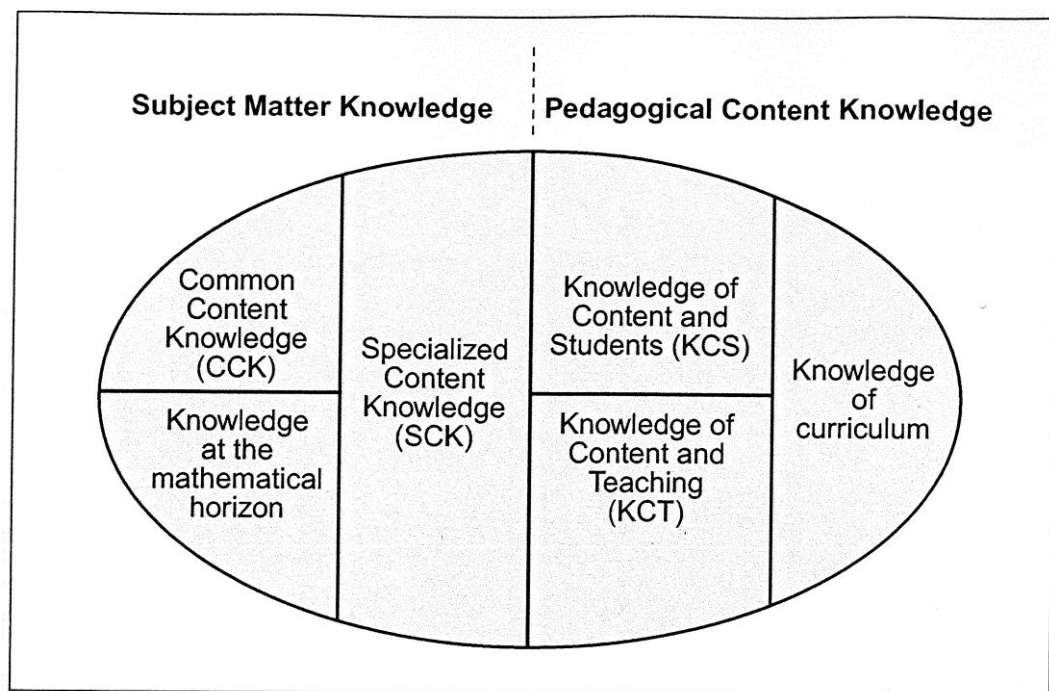 Subject Matter Knowledge
Pedagogical Content Knowledge
Common
Content
Knowledge
(CCK)
Knowledge
at the
mathematical
horizon
Specialized
Content
Knowledge
(SCK)
Knowledge of
Content and
Students (KCS)
Knowledge of
Content and
Teaching
(KCT)
Knowledge
of
curriculum